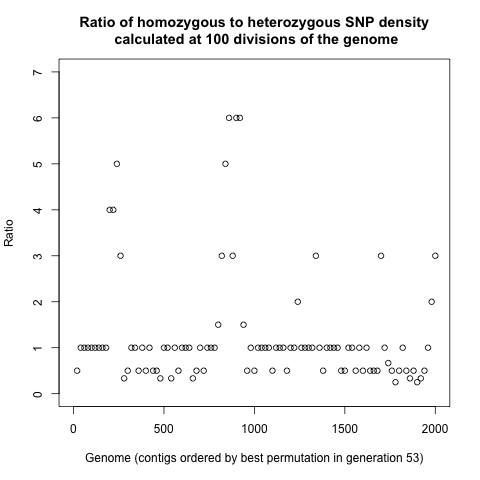 Ratio of homozygous to heterozygous SNP density
calculated at 100 divisions of the genome
7
6
5
4
3
2
1
0
Ratio
0 500 1000 1500 2000
Genome (contigs ordered by best permutation in generation 53)